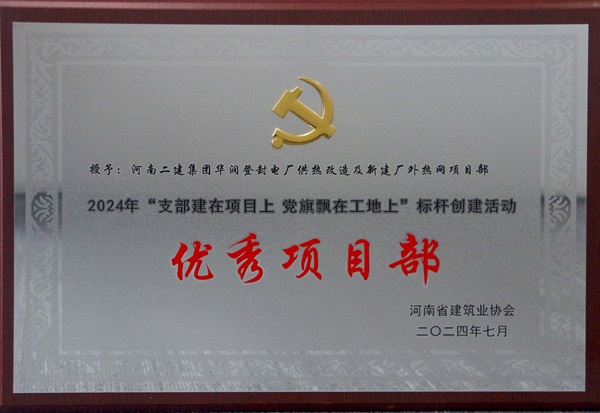 授予：河南二建集团华润登封电厂供热改造及新建厂外热网项目部
2024年“支部建在项目上 党旗飘在工地上”标杆创建活动
优秀项目部
河南省建筑业协会
二〇二四年七月